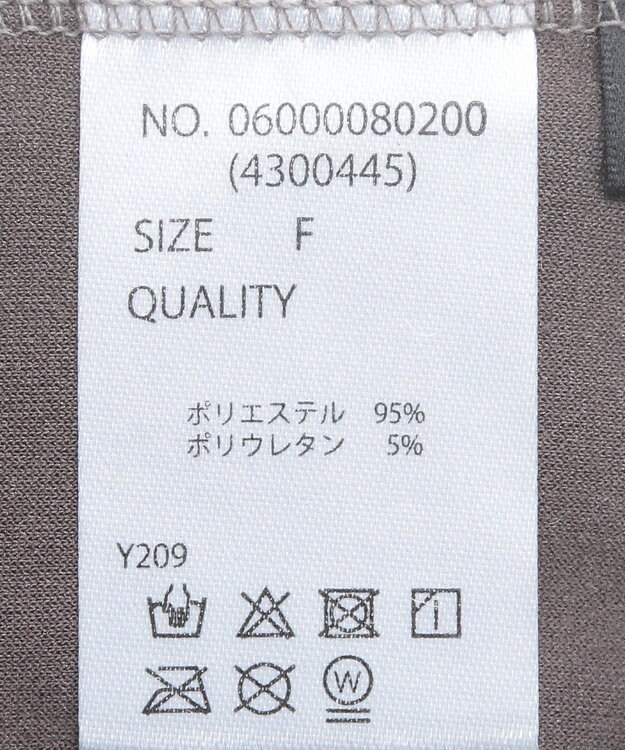 NO. 06000080200
(4300445)
SIZE F
QUALITY
ポリエステル 95%
ポリウレタン 5%
Y209
W